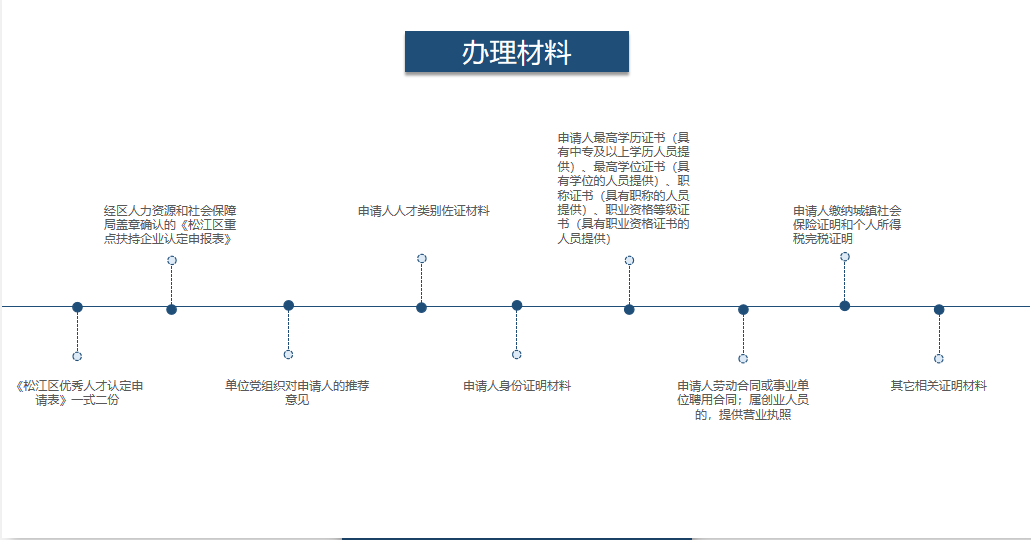 办理材料
申请人最高学历证书（具
有中专及以上学历人员提
供）、最高学位证书（具
有学位的人员提供）、职
称证书（具有职称的人员
提供）、职业资格等级证
书（具有职业资格证书的
人员提供）
经区人力资源和社会保障
局盖章确认的《松江区重
点扶持企业认定申报表》
申请人人才类别佐证材料
申请人缴纳城镇社会
保险证明和个人所得
税完税证明
《松江区优秀人才认定申
请表》一式二份
单位党组织对申请人的推荐
意见
申请人身份证明材料
申请人劳动合同或事业单
位聘用合同；属创业人员
的，提供营业执照
其它相关证明材料